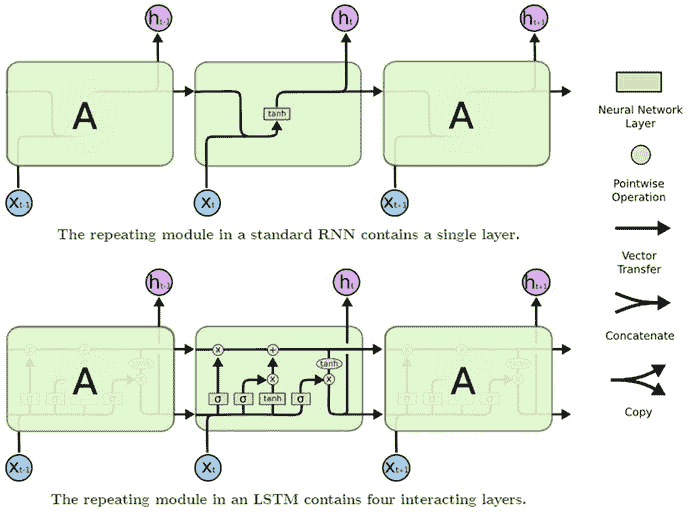 h t-1 h t h t+1
A tanh A
X t-1 X t X t+1
The repeating module in a standard RNN contains a single layer.
h t-1 h t h t+1
x + tanh
A x x A
σ σ tanh σ
X t-1 X t X t+1
The repeating module in an LSTM contains four interacting layers.
Neural Network
Layer
Pointwise
Operation
Vector
Transfer
Concatenate
Copy